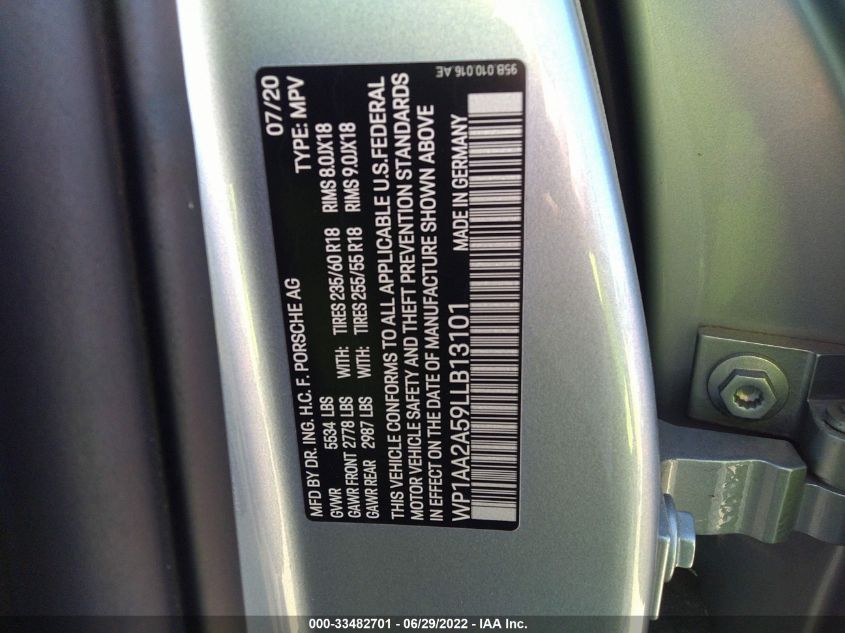 07/20
TYPE: MPV
MFD BY DR. ING. H.C. F. PORSCHE AG
GVWR 5534 LBS
GAWR FRONT 2778 LBS WITH: TIRES 235/60 R18 RIMS 8.0JX18
GAWR REAR 2987 LBS WITH: TIRES 255/55 R18 RIMS 9.0JX18
THIS VEHICLE CONFORMS TO ALL APPLICABLE U.S.FEDERAL
MOTOR VEHICLE SAFETY AND THEFT PREVENTION STANDARDS
IN EFFECT ON THE DATE OF MANUFACTURE SHOWN ABOVE
WP1AA2A59LLB13101 MADE IN GERMANY
95B.010.016.AE
000-33482701 - 06/29/2022 - IAA Inc.